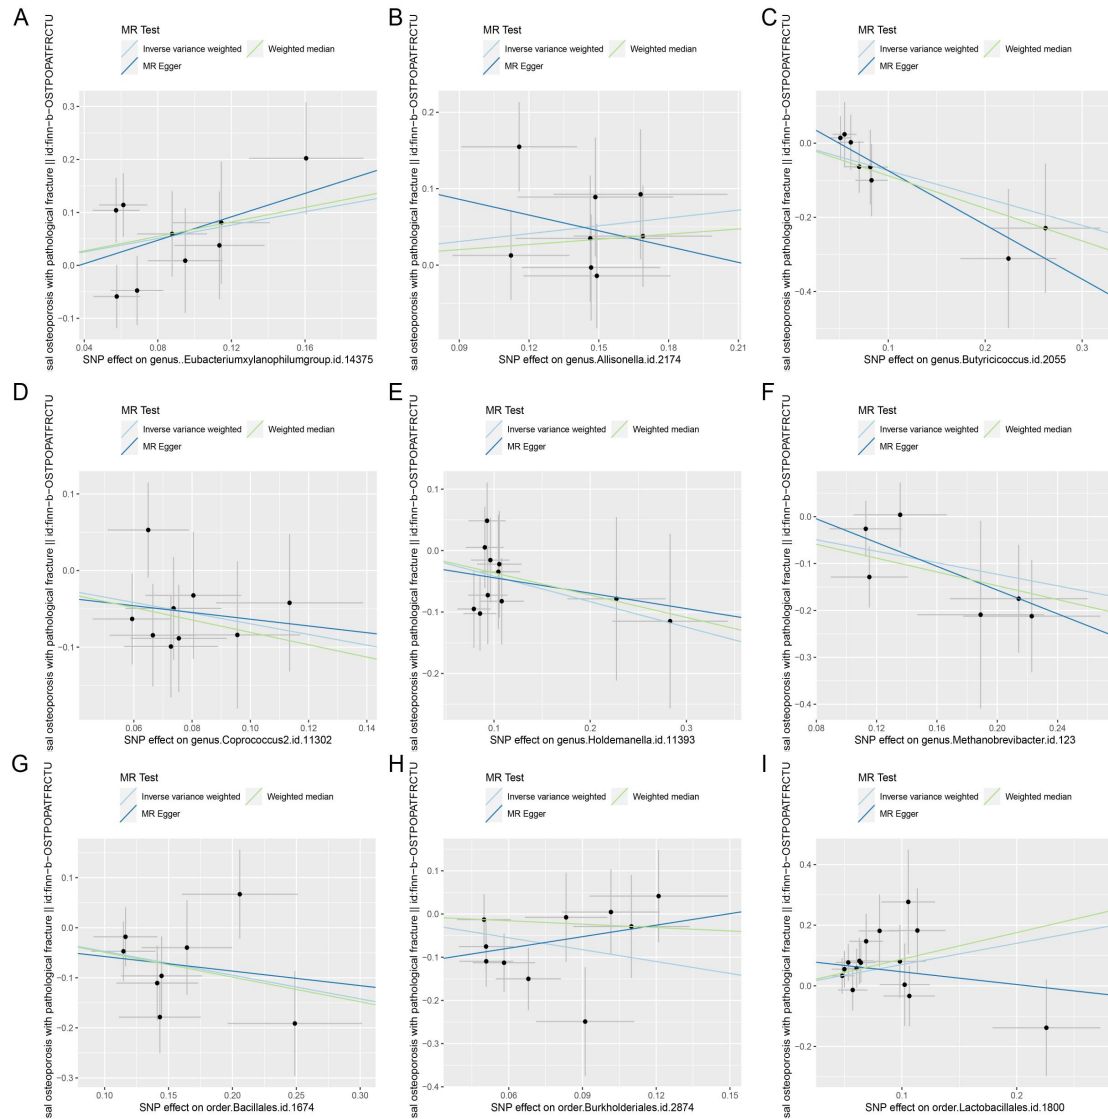 A
MR Test
Inverse variance weighted
Weighted median
MR Egger
sal osteoporosis with pathological fracture || id:finn−b−OSTPOPATFRCTU
0.3
0.2
0.1
0.0
−0.1
0.04
0.08
0.12
0.16
SNP effect on genus..Eubacteriumxylanophilumgroup.id.14375
B
MR Test
Inverse variance weighted
Weighted median
MR Egger
sal osteoporosis with pathological fracture || id:finn−b−OSTPOPATFRCTU
0.2
0.1
0.0
0.09
0.12
0.15
0.18
0.21
SNP effect on genus.Allisonella.id.2174
C
MR Test
Inverse variance weighted
Weighted median
MR Egger
sal osteoporosis with pathological fracture || id:finn−b−OSTPOPATFRCTU
0.0
−0.2
−0.4
0.1
0.2
0.3
SNP effect on genus.Butyricicoccus.id.2055
D
MR Test
Inverse variance weighted
Weighted median
MR Egger
sal osteoporosis with pathological fracture || id:finn−b−OSTPOPATFRCTU
0.1
0.0
−0.1
0.06
0.08
0.10
0.12
0.14
SNP effect on genus.Coprococcus2.id.11302
E
MR Test
Inverse variance weighted
Weighted median
MR Egger
sal osteoporosis with pathological fracture || id:finn−b−OSTPOPATFRCTU
0.1
0.0
−0.1
−0.2
0.1
0.2
0.3
SNP effect on genus.Holdemanella.id.11393
F
MR Test
Inverse variance weighted
Weighted median
MR Egger
sal osteoporosis with pathological fracture || id:finn−b−OSTPOPATFRCTU
0.0
−0.1
−0.2
−0.3
−0.4
0.08
0.12
0.16
0.20
0.24
SNP effect on genus.Methanobrevibacter.id.123
G
MR Test
Inverse variance weighted
Weighted median
MR Egger
sal osteoporosis with pathological fracture || id:finn−b−OSTPOPATFRCTU
0.1
0.0
−0.1
−0.2
−0.3
0.10
0.15
0.20
0.25
0.30
SNP effect on order.Bacillales.id.1674
H
MR Test
Inverse variance weighted
Weighted median
MR Egger
sal osteoporosis with pathological fracture || id:finn−b−OSTPOPATFRCTU
0.1
0.0
−0.1
−0.2
−0.3
−0.4
0.06
0.09
0.12
0.15
SNP effect on order.Burkholderiales.id.2874
I
MR Test
Inverse variance weighted
Weighted median
MR Egger
sal osteoporosis with pathological fracture || id:finn−b−OSTPOPATFRCTU
0.4
0.2
0.0
−0.2
0.1
0.2
SNP effect on order.Lactobacillales.id.1800